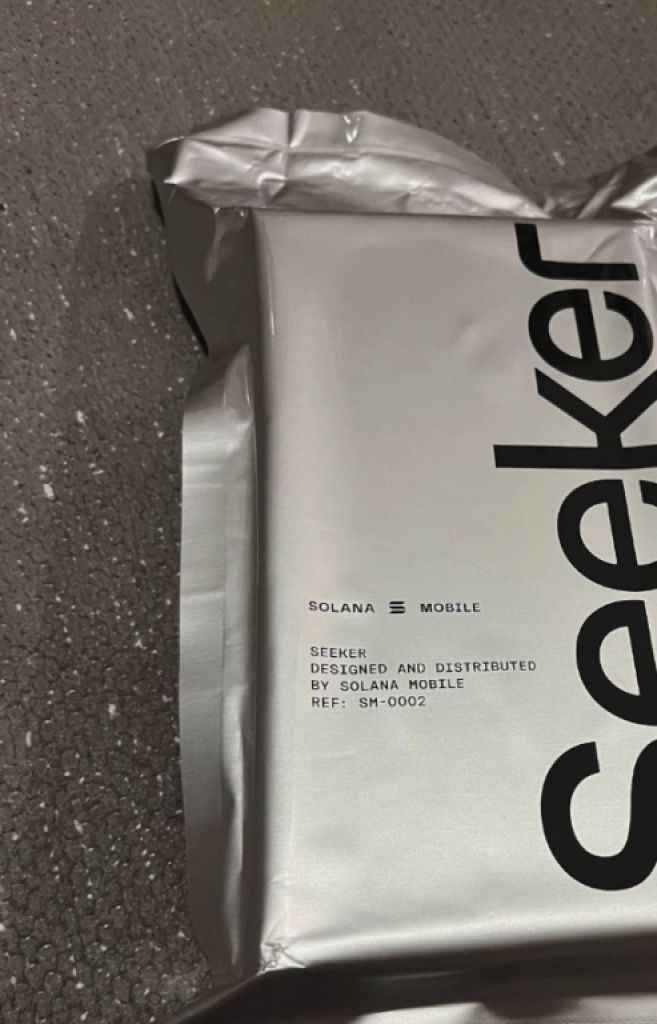 Seeker
SOLANA MOBILE
SEEKER
DESIGNED AND DISTRIBUTED
BY SOLANA MOBILE
REF: SM-0002